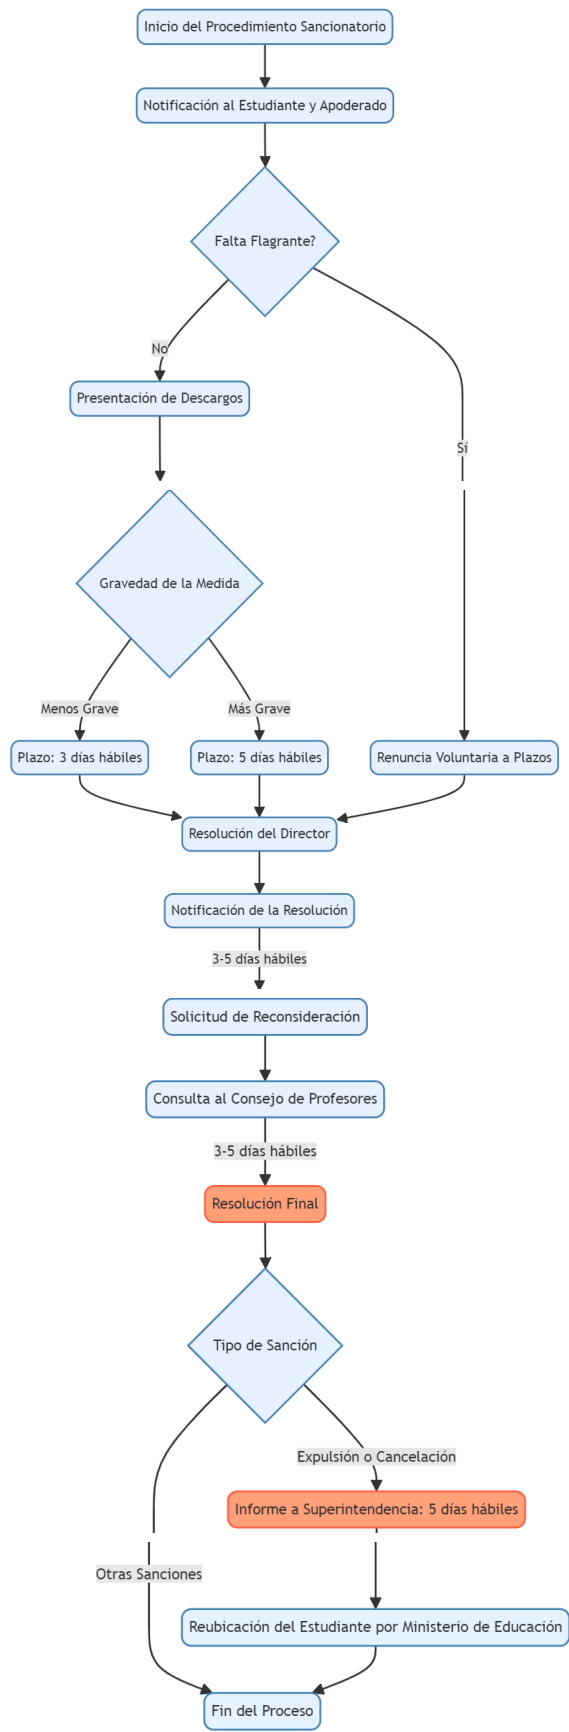 Inicio del Procedimiento Sancionatorio
Notificación al Estudiante y Apoderado
Falta Flagrante?
No
Presentación de Descargos
Sí
Gravedad de la Medida
Menos Grave
Más Grave
Plazo: 3 días hábiles
Plazo: 5 días hábiles
Renuncia Voluntaria a Plazos
Resolución del Director
Notificación de la Resolución
3-5 días hábiles
Solicitud de Reconsideración
Consulta al Consejo de Profesores
3-5 días hábiles
Resolución Final
Tipo de Sanción
Expulsión o Cancelación
Informe a Superintendencia: 5 días hábiles
Otras Sanciones
Reubicación del Estudiante por Ministerio de Educación
Fin del Proceso